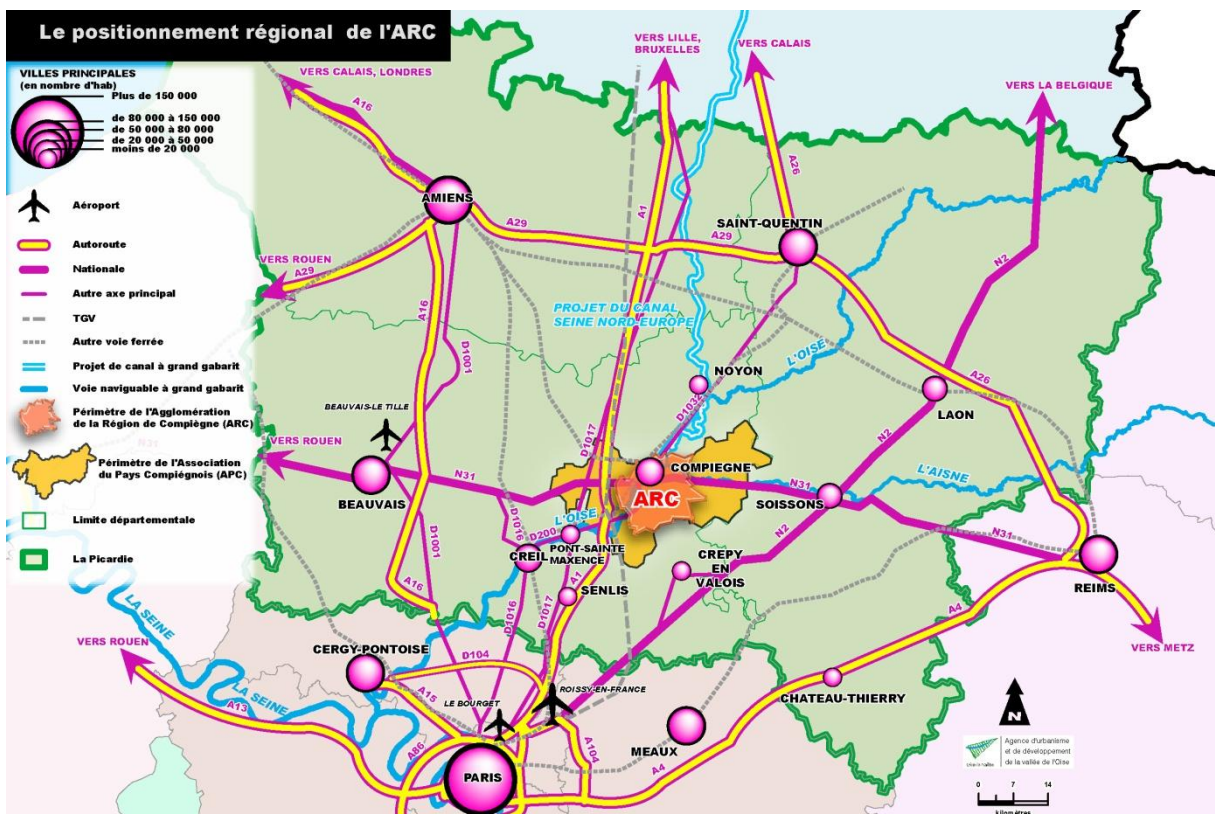 Le positionnement régional de l'ARC
VILLES PRINCIPALES
(en nombre d'hab)
Plus de 150 000
de 80 000 à 150 000
de 50 000 à 80 000
de 20 000 à 50 000
moins de 20 000
Aéroport
Autoroute
Nationale
Autre axe principal
TGV
Autre voie ferrée
Projet de canal à grand gabarit
Voie naviguable à grand gabarit
Périmètre de l'Agglomération
de la Région de Compiègne (ARC)
Périmètre de l'Association
du Pays Compiégnois (APC)
Limite départementale
La Picardie
N31
VERS CALAIS, LONDRES
A16
VERS LILLE,
BRUXELLES
VERS CALAIS
VERS LA BELGIQUE
A1
A26
AMIENS
A29
SAINT-QUENTIN
A29
VERS ROUEN
A29
N2
A16
PROJET DU CANAL
SEINE NORD EUROPE
D1001
L'OISE
NOYON
A26
LAON
D1032
BEAUVAIS-LE TILLE
D1017
VERS ROUEN
N2
COMPIEGNE
L'AISNE
N31
ARC
N31
BEAUVAIS
SOISSONS
L'OISE
D1016
D200
N2
N31
CREIL
PONT-SAINTE
MAXENCE
CREPY
EN
VALOIS
D1001
A1
A16
SENLIS
REIMS
D1016
D1017
A4
LA SEINE
VERS ROUEN
CERGY-PONTOISE
D104
VERS METZ
ROISSY-EN-FRANCE
LA SEINE
A15
CHATEAU-THIERRY
A13
LE BOURGET
MEAUX
A86
A104
A4
PARIS
N
Agence d'urbanisme
et de développement
de la vallée de l'Oise
0 7 14
kilomètres